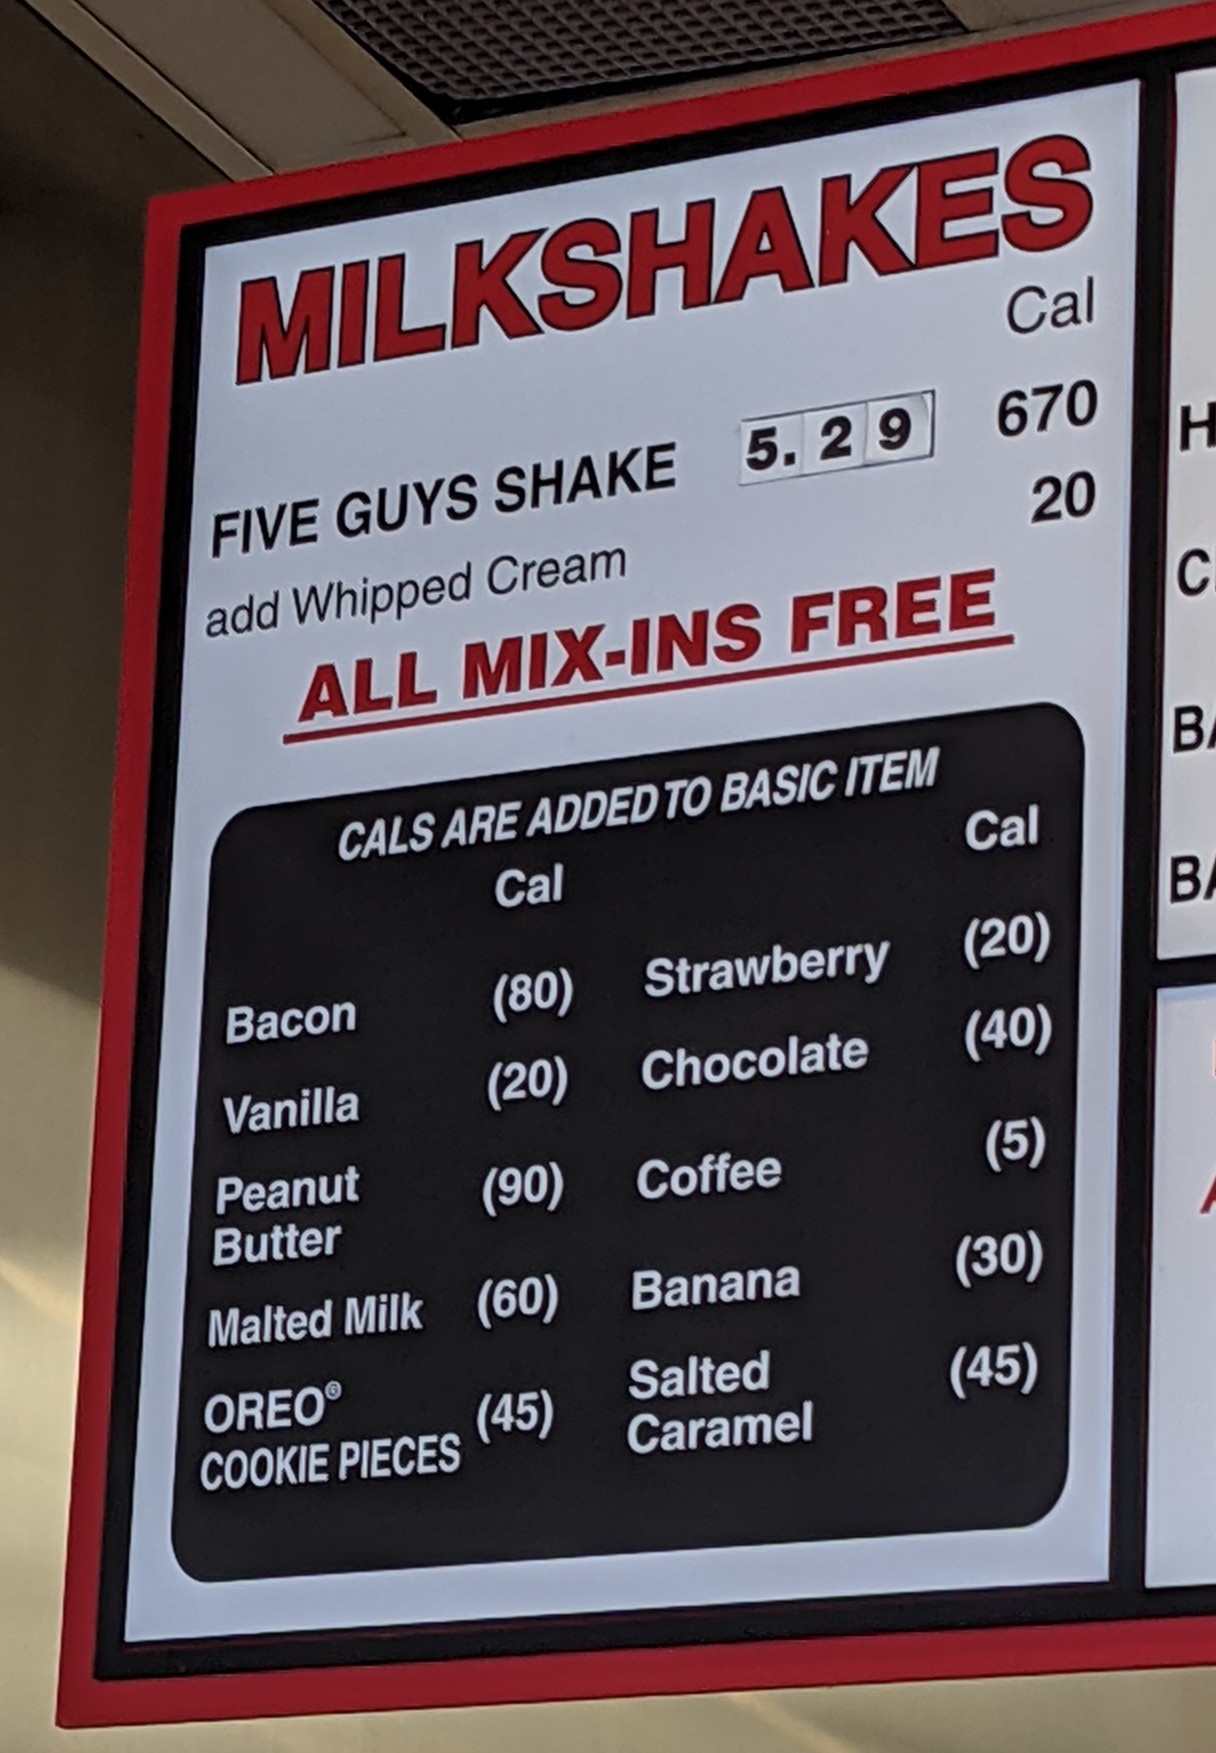 MILKSHAKES
Cal
FIVE GUYS SHAKE 5.29 670
add Whipped Cream 20
ALL MIX-INS FREE
CALS ARE ADDED TO BASIC ITEM
Cal Cal
Bacon (80) Strawberry (20)
Vanilla (20) Chocolate (40)
Peanut
Butter (90) Coffee (5)
Malted Milk (60) Banana (30)
OREO® Salted
COOKIE PIECES (45) Caramel (45)
H
C
BA
BA